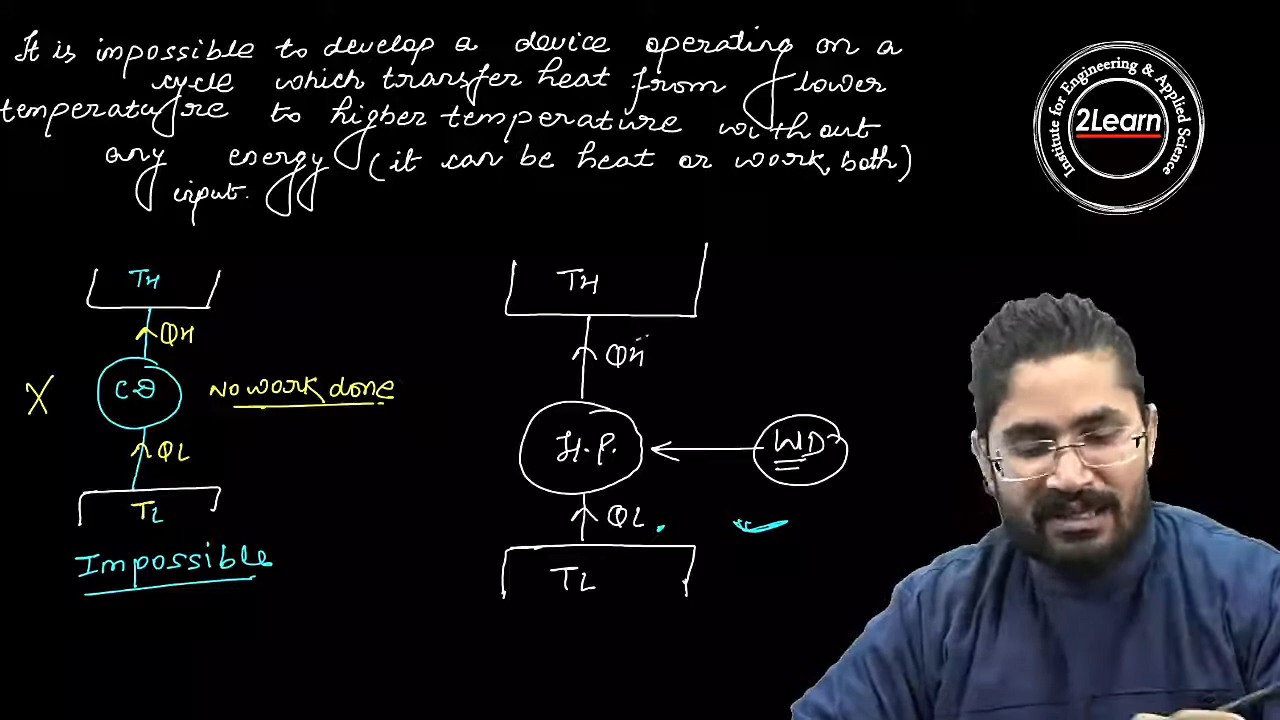 It is impossible to develop a device operating on a
cycle which transfer heat from lower
temperature to higher temperature without
any energy (it can be heat or work, both)
input.
Institute for Engineering & Applied Science
2Learn
TH
QH
CD
No work done
X
QL
TL
Impossible
TH
QH
H.P.
WD
QL
TL